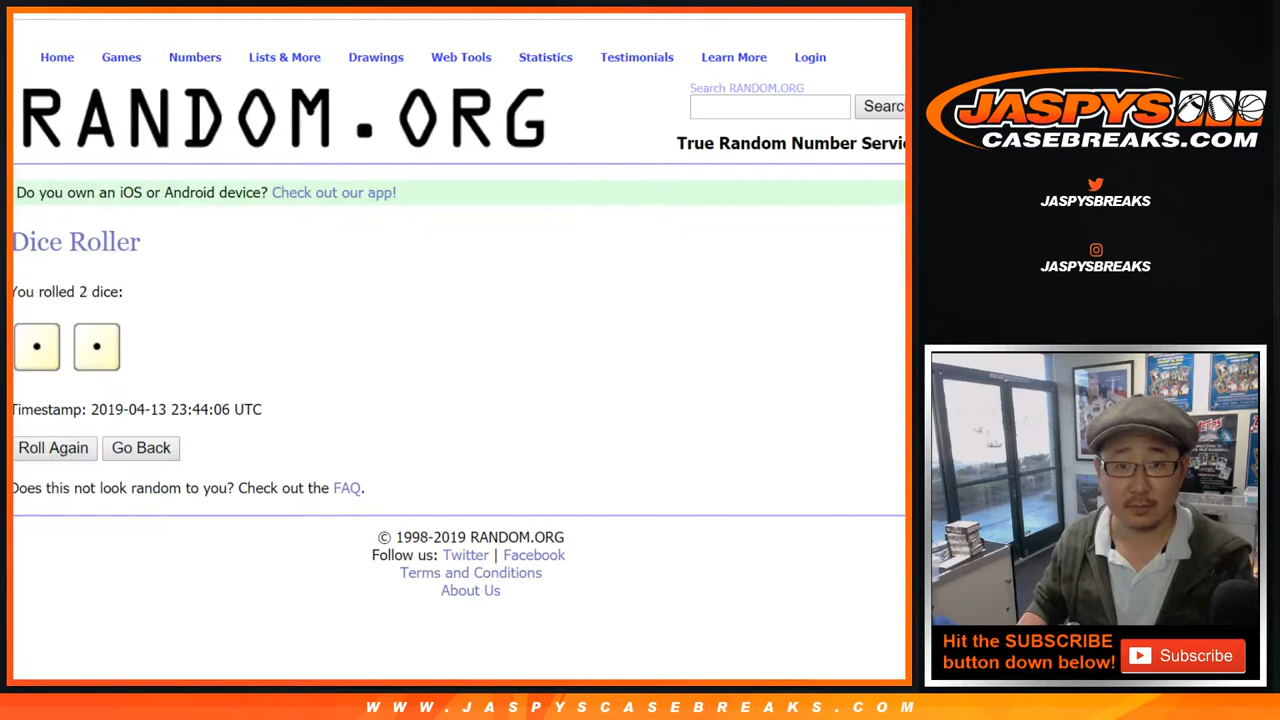 Home Games Numbers Lists & More Drawings Web Tools Statistics Testimonials Learn More Login
Search RANDOM.ORG
RANDOM.ORG
Searc
True Random Number Servi
Do you own an iOS or Android device? Check out our app!
Dice Roller
You rolled 2 dice:
Timestamp: 2019-04-13 23:44:06 UTC
Roll Again Go Back
Does this not look random to you? Check out the FAQ.
© 1998-2019 RANDOM.ORG
Follow us: Twitter | Facebook
Terms and Conditions
About Us
JASPYS
CASEBREAKS.COM
JASPYSBREAKS
JASPYSBREAKS
topps
Hit the SUBSCRIBE
button down below!
Subscribe
WWW.JASPYSCASEBREAKS.COM